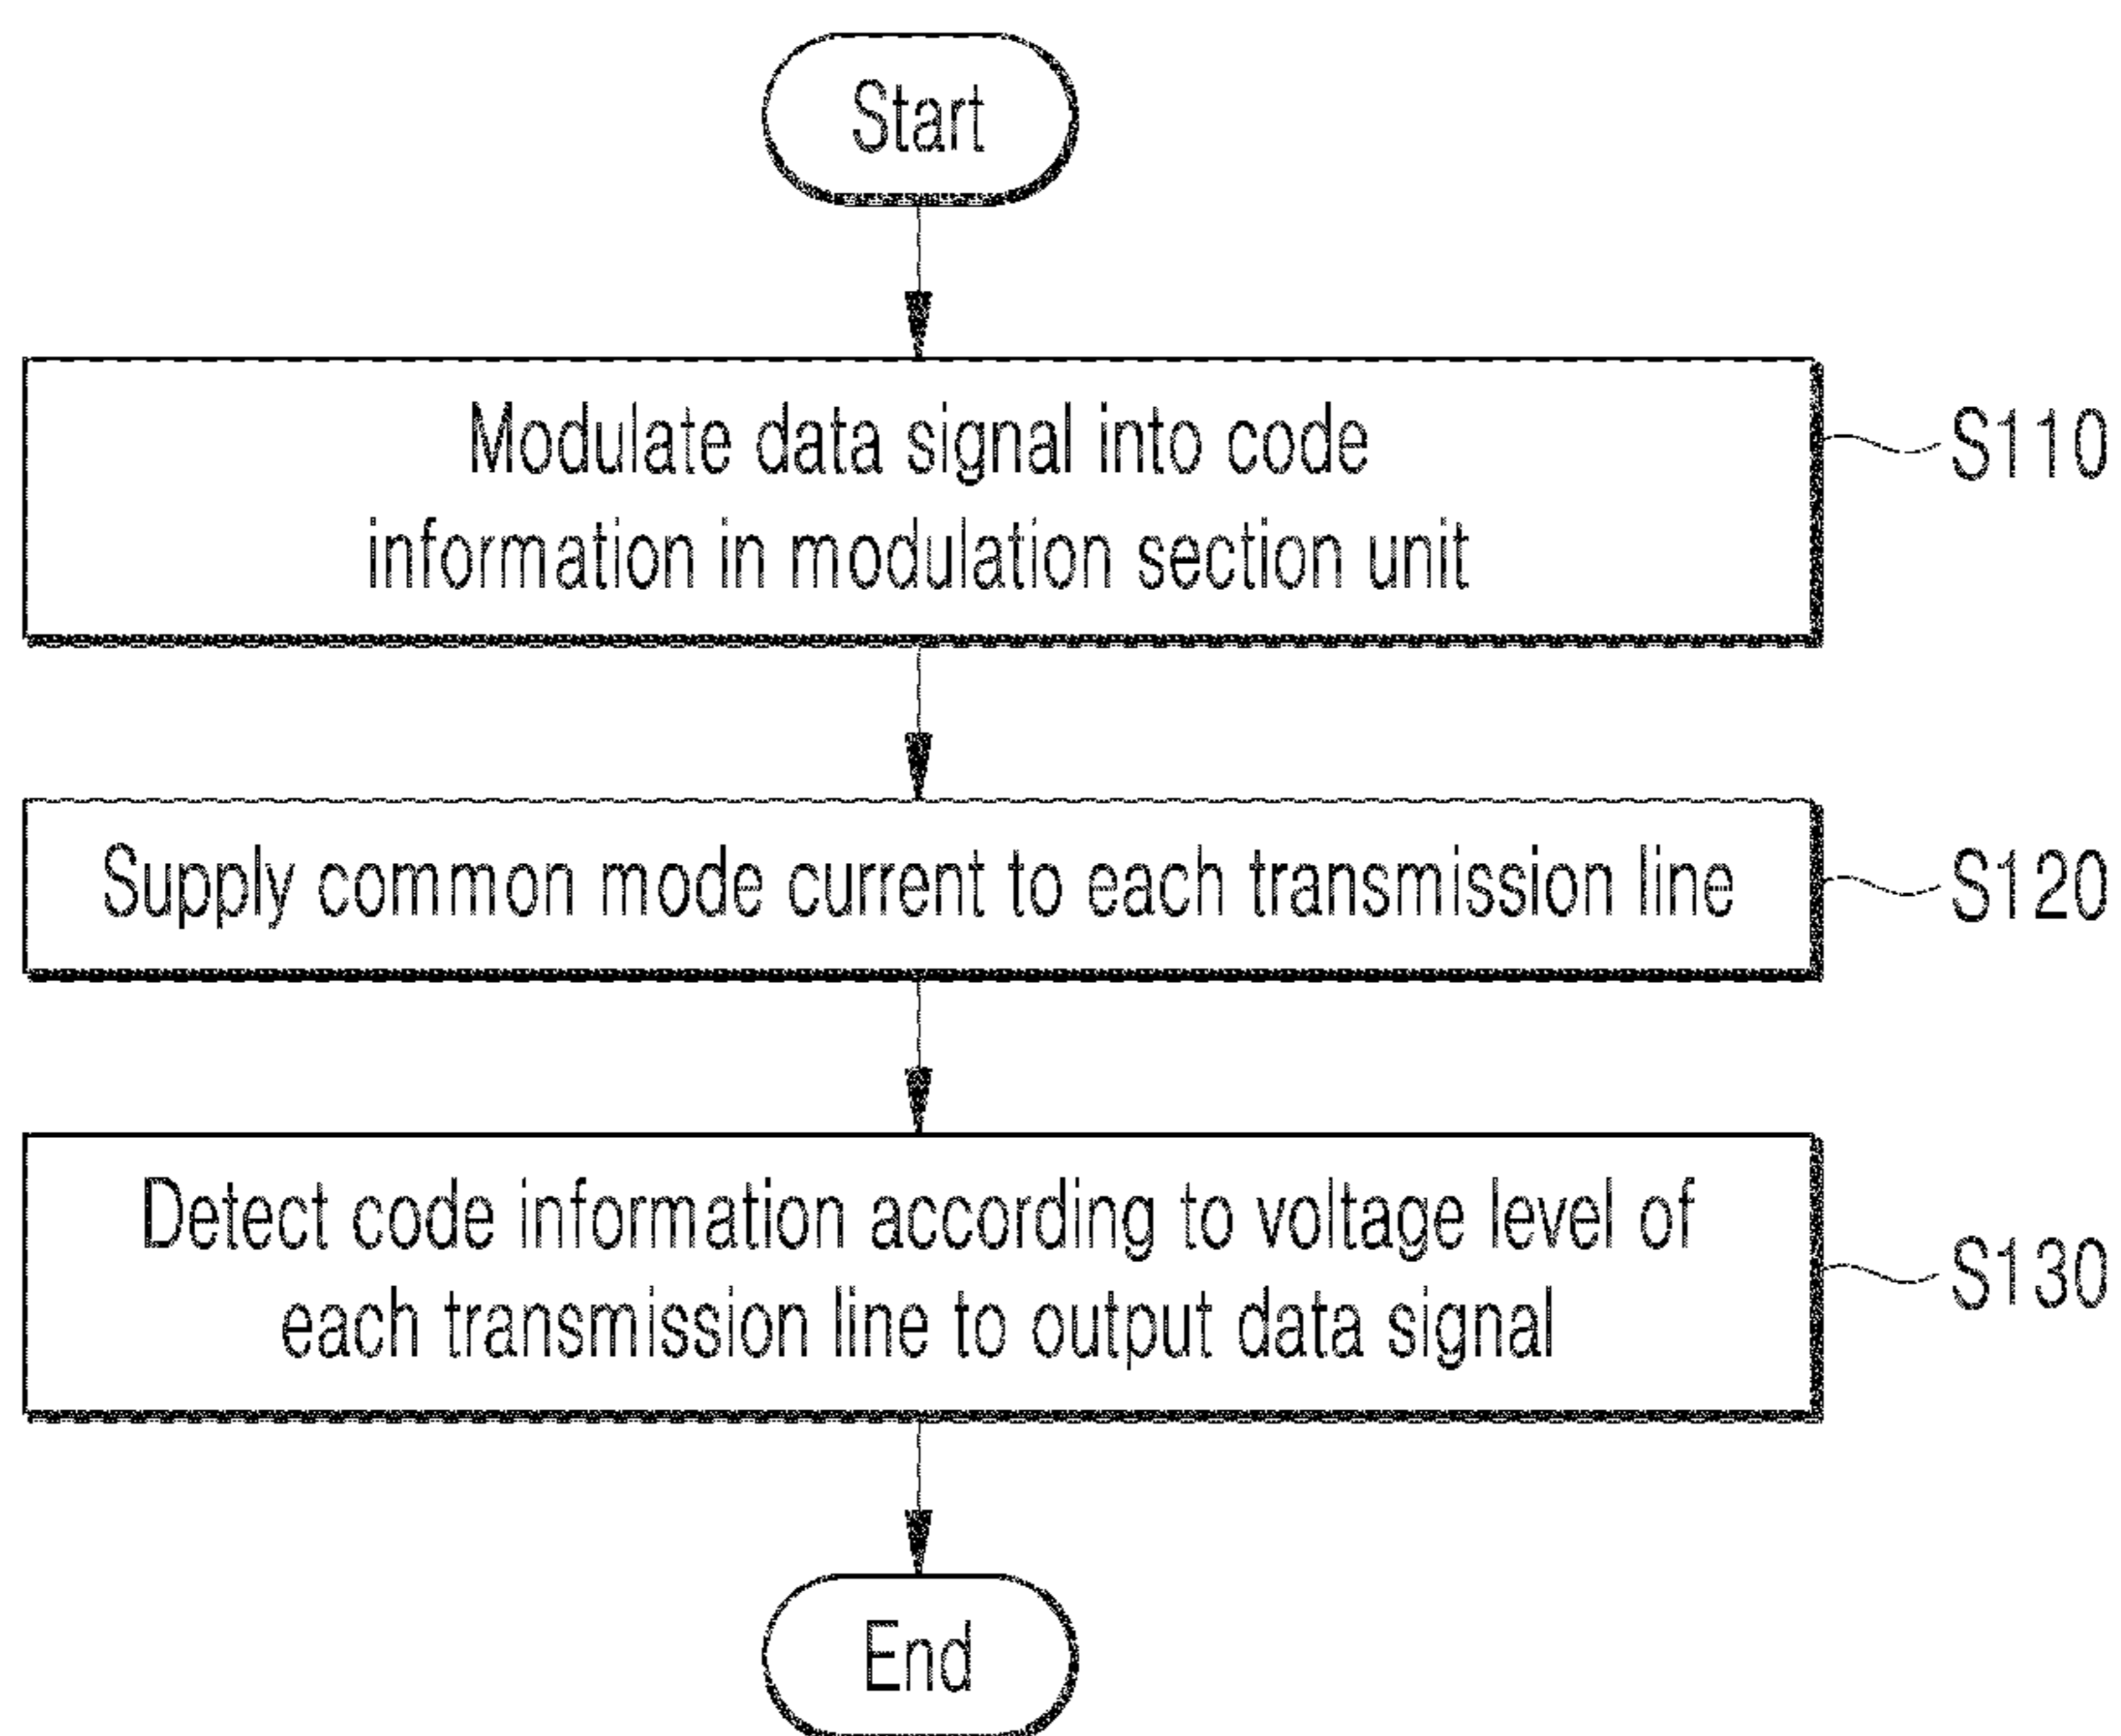 Start
Modulate data signal into code
information in modulation section unit
S110
Supply common mode current to each transmission line
S120
Detect code information according to voltage level of
each transmission line to output data signal
S130
End